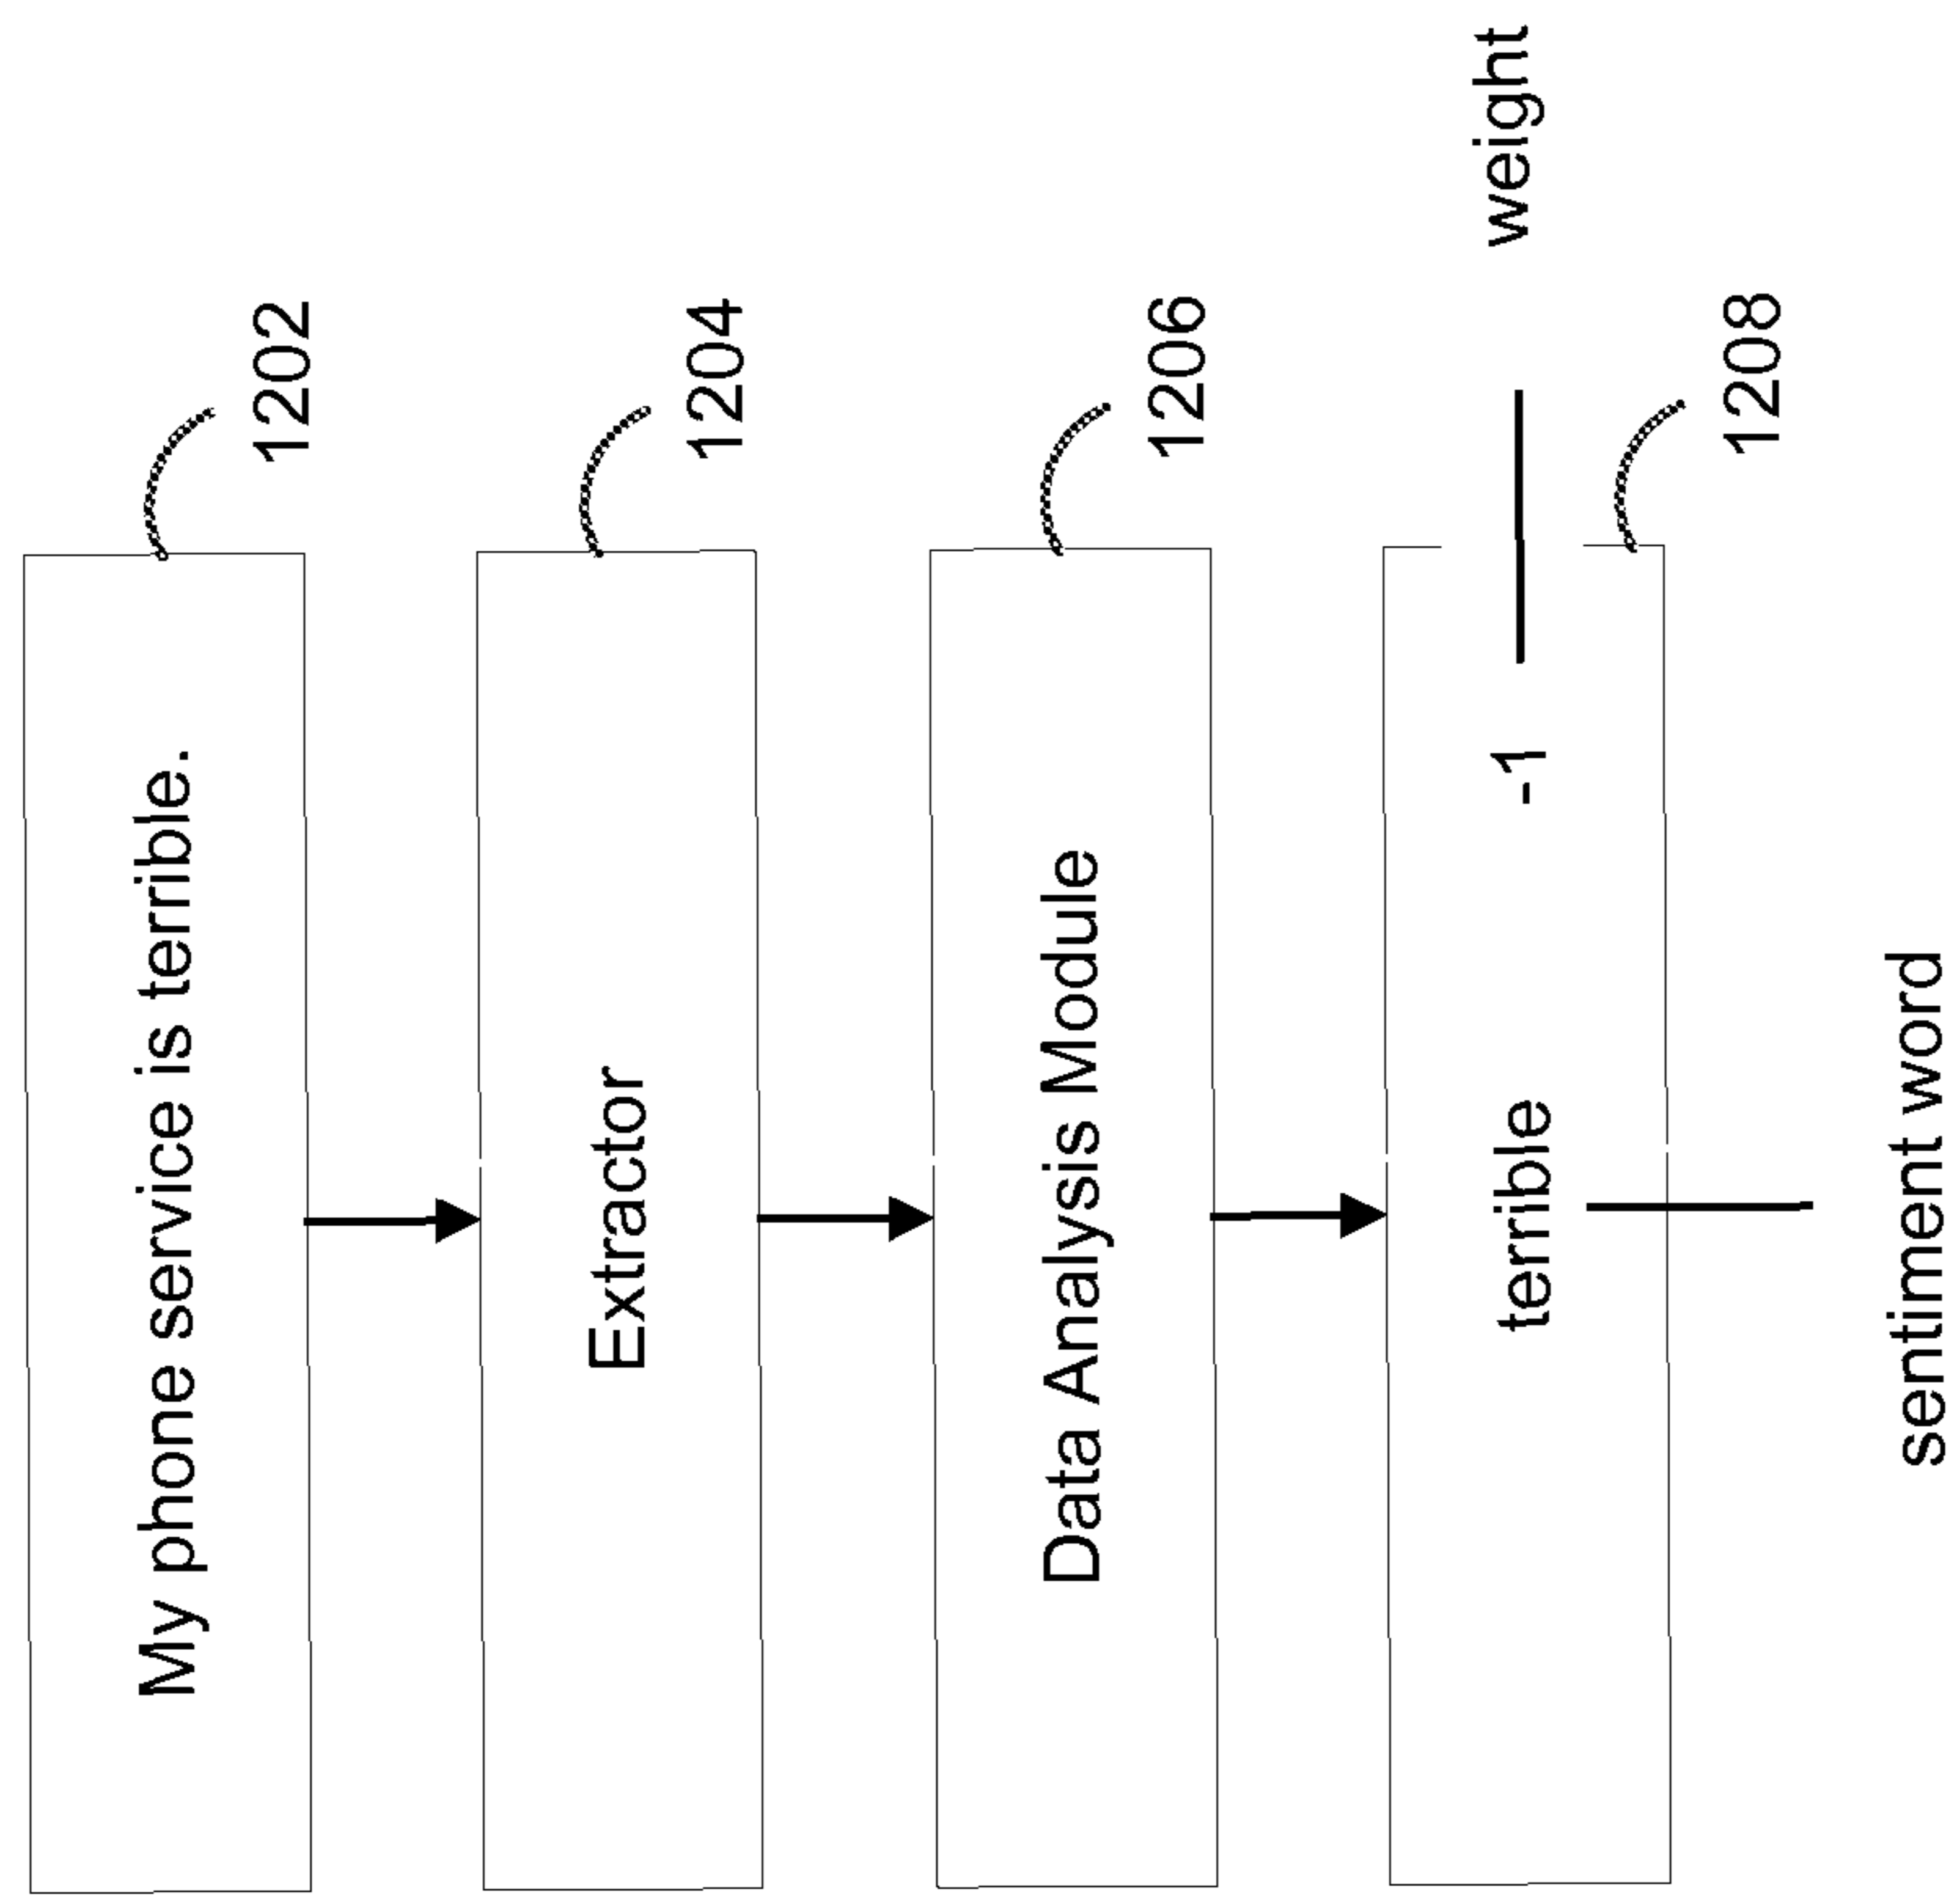 My phone service is terrible.
1202
Extractor
1204
Data Analysis Module
1206
terrible -1
weight
1208
sentiment word